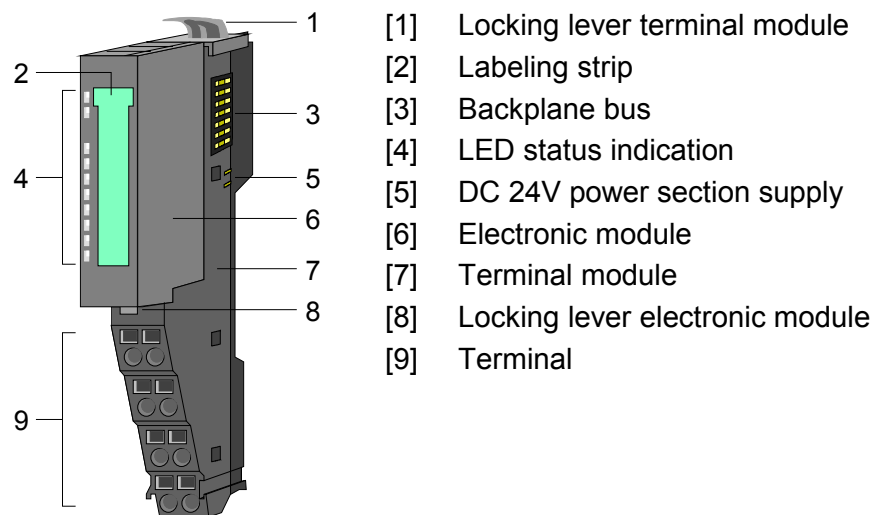 1 [1] Locking lever terminal module
2 [2] Labeling strip
3 [3] Backplane bus
4 [4] LED status indication
5 [5] DC 24V power section supply
6 [6] Electronic module
7 [7] Terminal module
8 [8] Locking lever electronic module
9 [9] Terminal